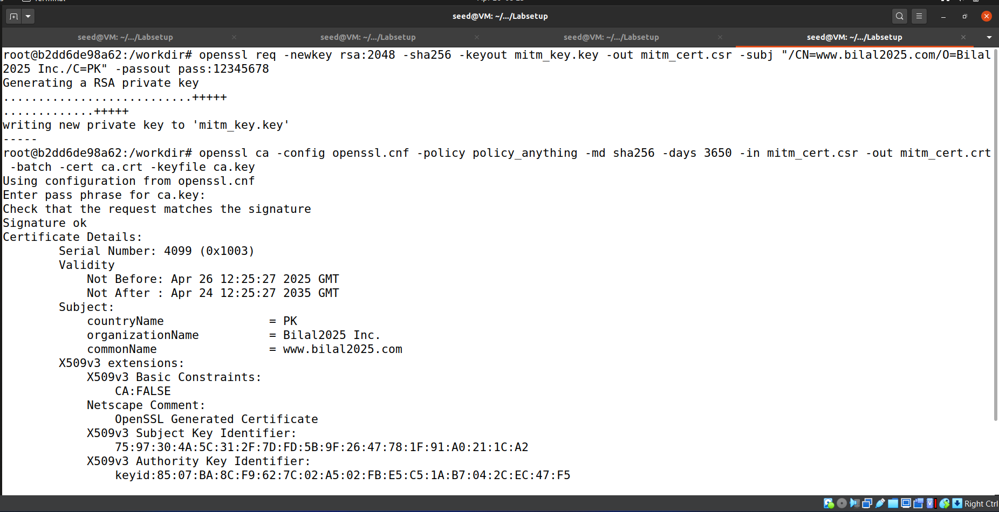 Terminal
seed@VM: ~/.../Labsetup
seed@VM: ~/.../Labsetup
seed@VM: ~/.../Labsetup
seed@VM: ~/.../Labsetup
seed@VM: ~/.../Labsetup
root@b2dd6de98a62:/workdir# openssl req -newkey rsa:2048 -sha256 -keyout mitm_key.key -out mitm_cert.csr -subj "/CN=www.bilal2025.com/O=Bilal
2025 Inc./C=PK" -passout pass:12345678
Generating a RSA private key
...........................+++++
.............+++++
writing new private key to 'mitm_key.key'
-----
root@b2dd6de98a62:/workdir# openssl ca -config openssl.cnf -policy policy_anything -md sha256 -days 3650 -in mitm_cert.csr -out mitm_cert.crt
 -batch -cert ca.crt -keyfile ca.key
Using configuration from openssl.cnf
Enter pass phrase for ca.key:
Check that the request matches the signature
Signature ok
Certificate Details:
        Serial Number: 4099 (0x1003)
        Validity
            Not Before: Apr 26 12:25:27 2025 GMT
            Not After : Apr 24 12:25:27 2035 GMT
        Subject:
            countryName               = PK
            organizationName          = Bilal2025 Inc.
            commonName                = www.bilal2025.com
        X509v3 extensions:
            X509v3 Basic Constraints:
                CA:FALSE
            Netscape Comment:
                OpenSSL Generated Certificate
            X509v3 Subject Key Identifier:
                75:97:30:4A:5C:31:2F:7D:FD:5B:9F:26:47:78:1F:91:A0:21:1C:A2
            X509v3 Authority Key Identifier:
                keyid:85:07:BA:8C:F9:62:7C:02:A5:02:FB:E5:C5:1A:B7:04:2C:EC:47:F5
Right Ctrl